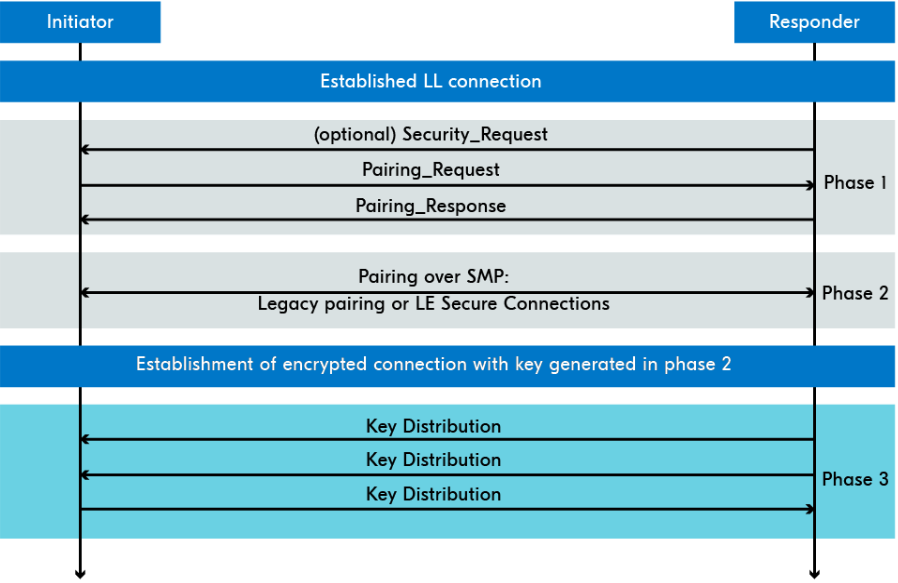 Initiator
Responder
Established LL connection
(optional) Security_Request
Pairing_Request
Phase 1
Pairing_Response
Pairing over SMP:
Phase 2
Legacy pairing or LE Secure Connections
Establishment of encrypted connection with key generated in phase 2
Key Distribution
Key Distribution
Phase 3
Key Distribution